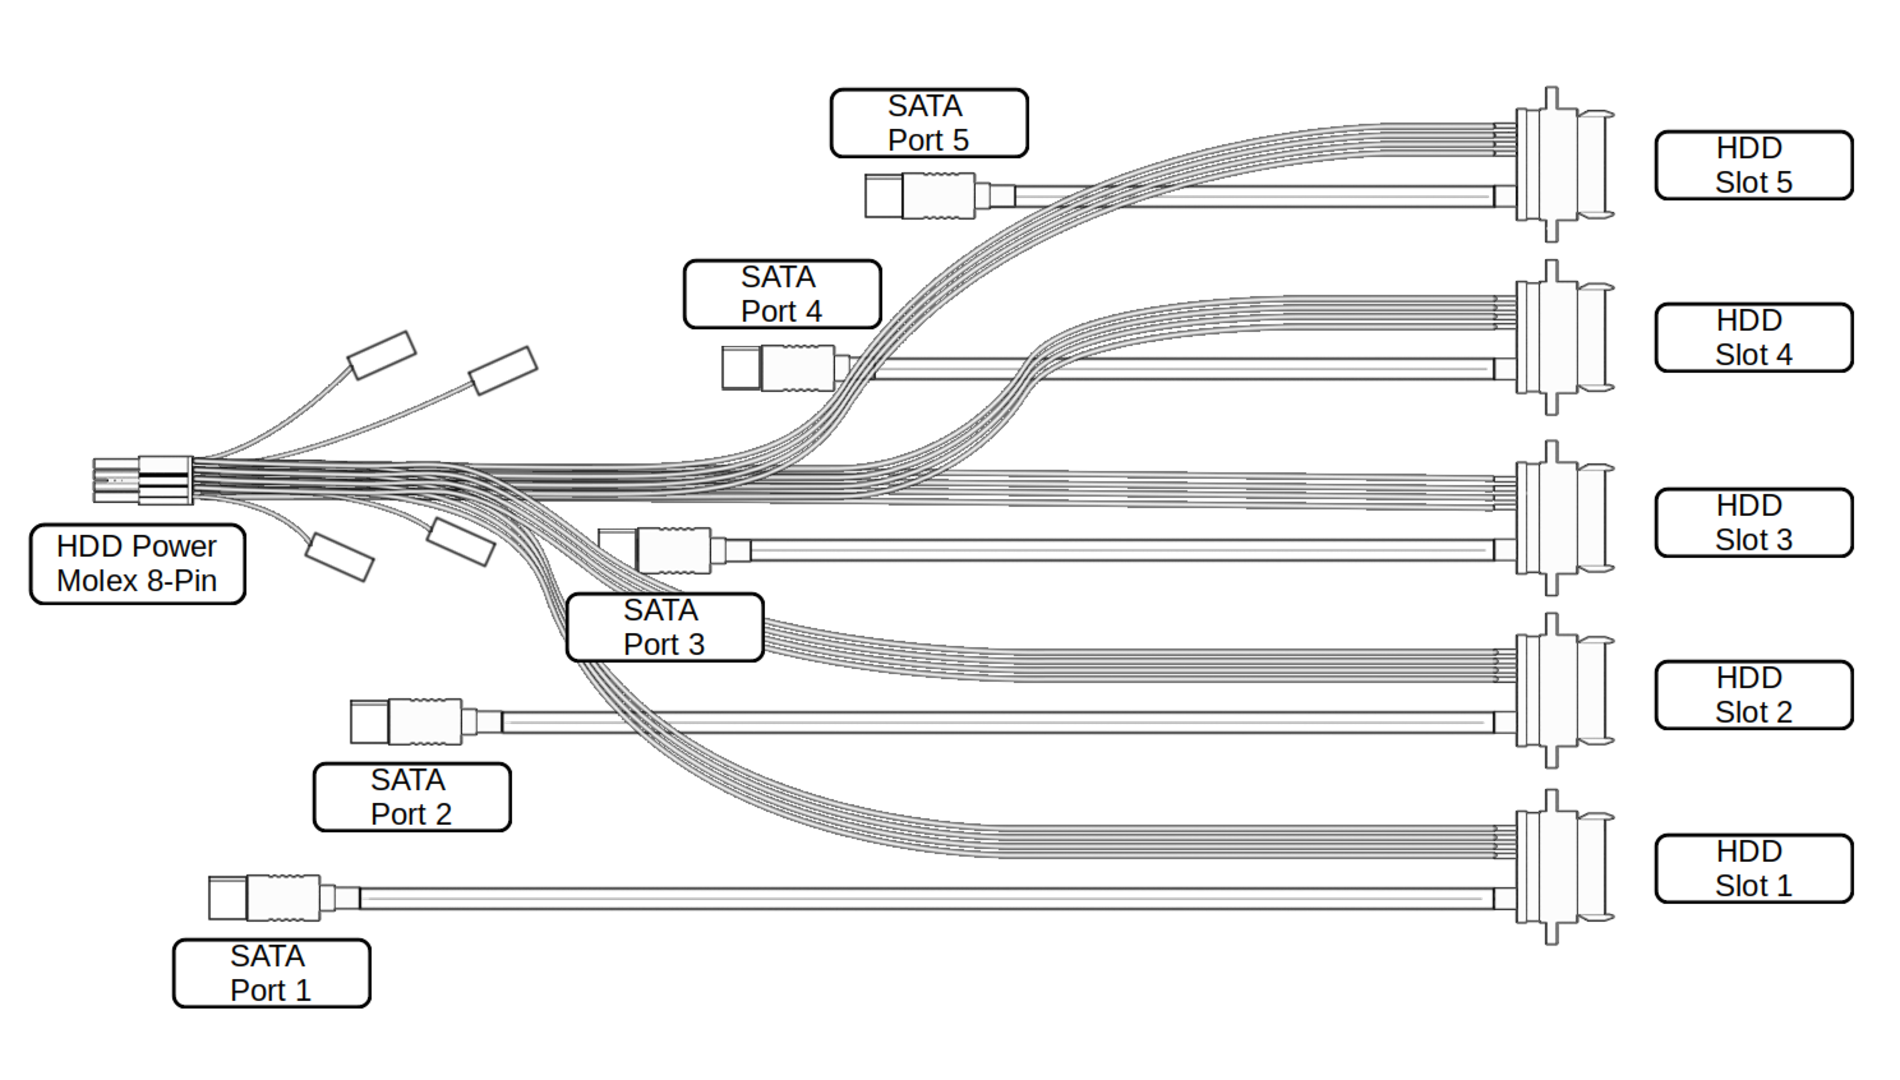 SATA
Port 5
HDD
Slot 5
SATA
Port 4
HDD
Slot 4
HDD
Slot 3
HDD Power
Molex 8-Pin
SATA
Port 3
HDD
Slot 2
SATA
Port 2
HDD
Slot 1
SATA
Port 1